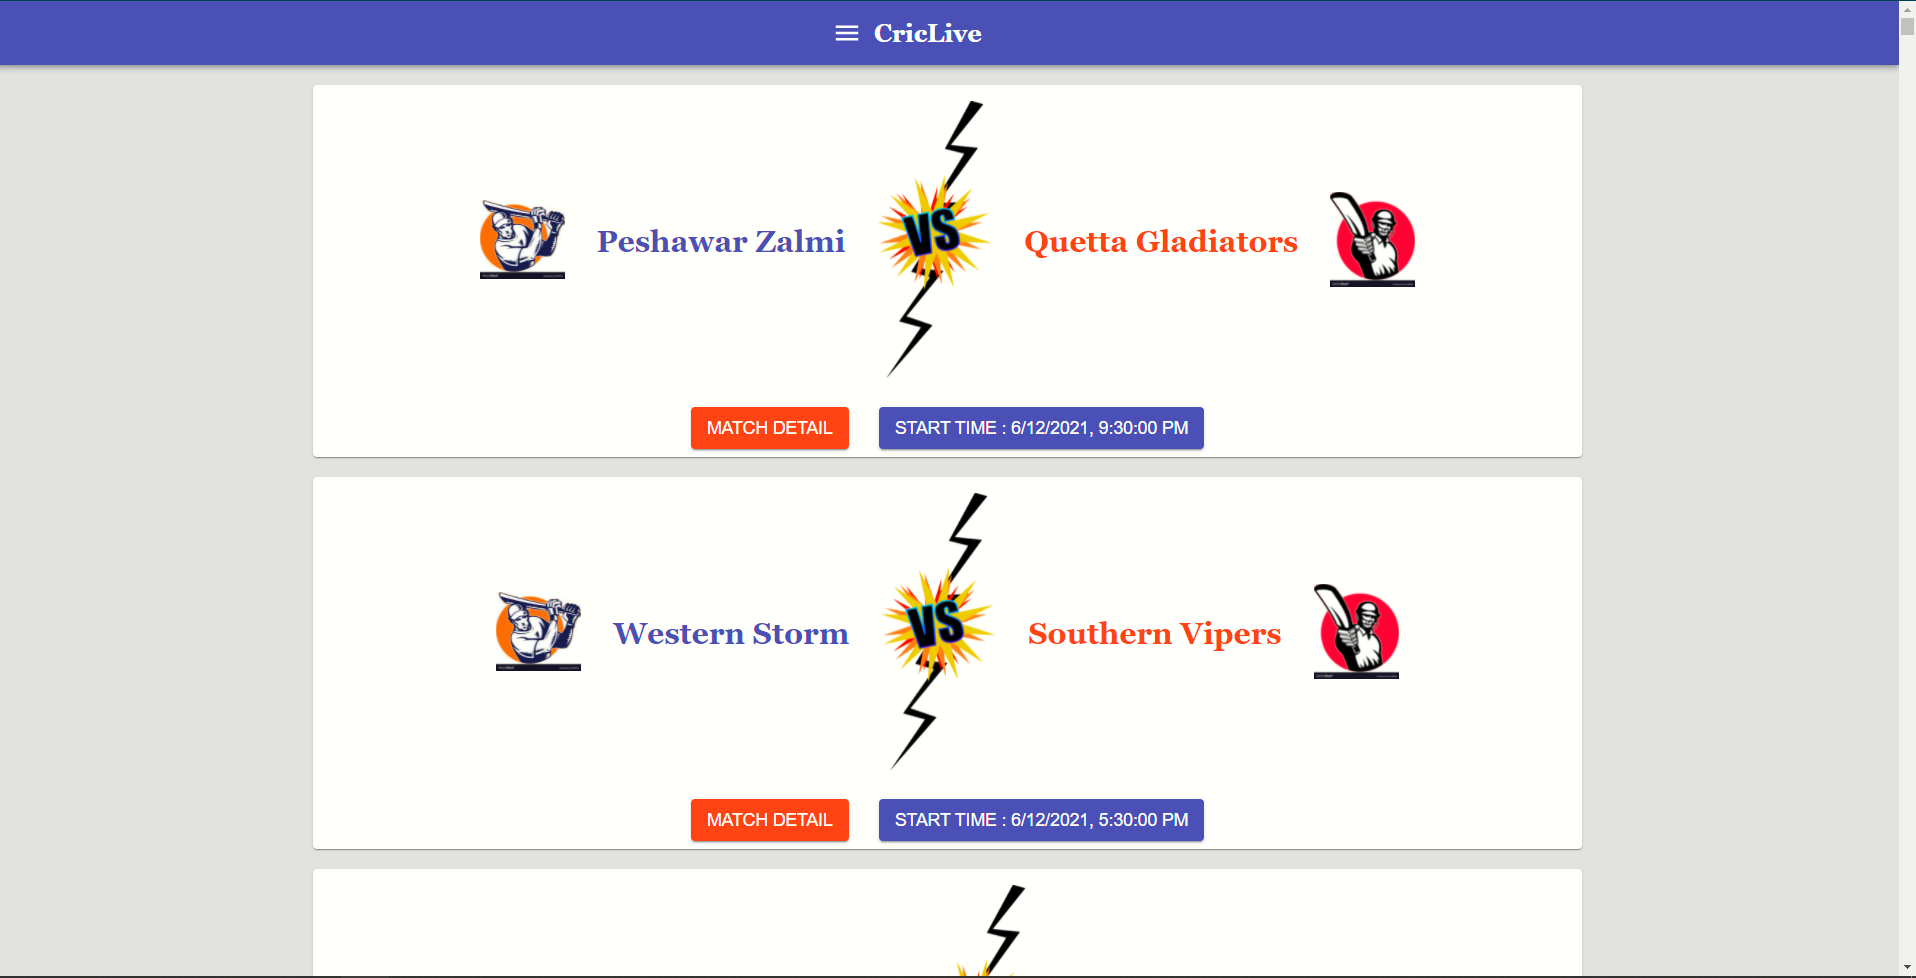 CricLive
Peshawar Zalmi
VS
Quetta Gladiators
MATCH DETAIL
START TIME : 6/12/2021, 9:30:00 PM
Western Storm
VS
Southern Vipers
MATCH DETAIL
START TIME : 6/12/2021, 5:30:00 PM